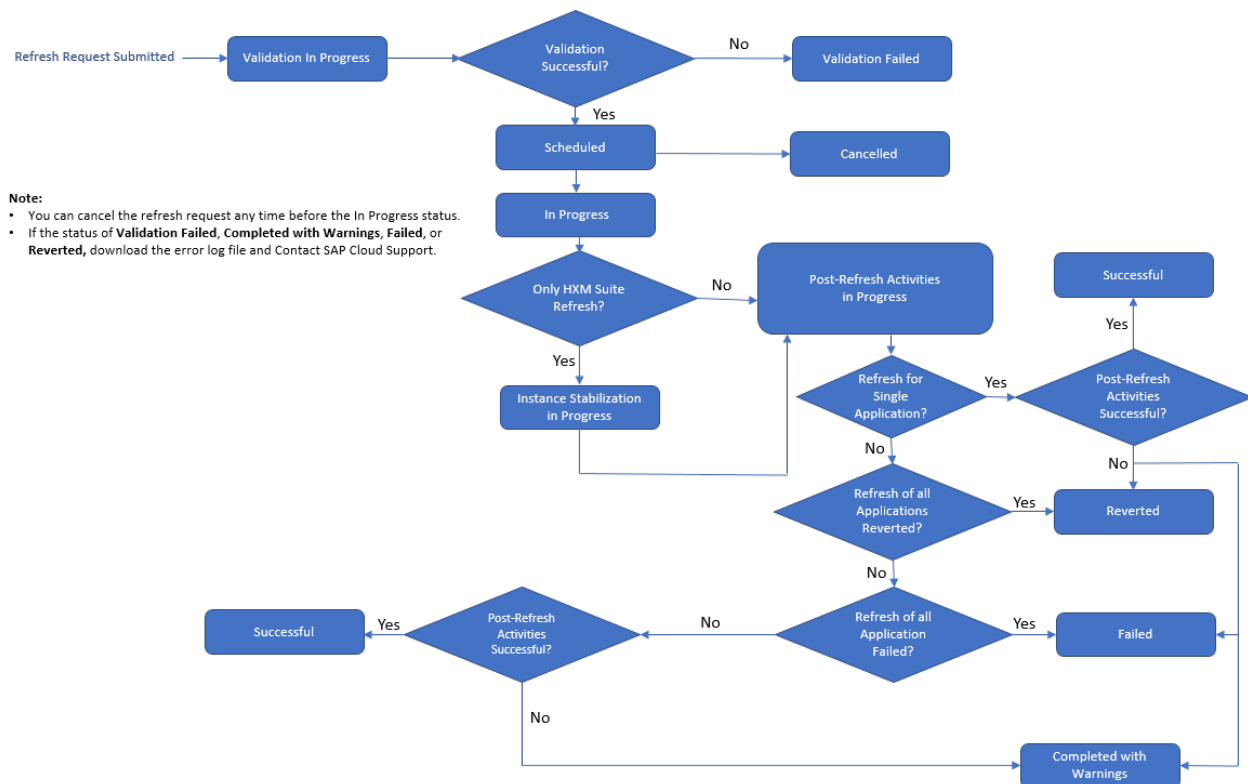 Refresh Request Submitted
Validation In Progress
Validation
Successful?
No
Validation Failed
Yes
Scheduled
Cancelled
Note:
• You can cancel the refresh request any time before the In Progress status.
• If the status of Validation Failed, Completed with Warnings, Failed, or
Reverted, download the error log file and Contact SAP Cloud Support.
In Progress
Only HXM Suite
Refresh?
No
Post-Refresh Activities
in Progress
Successful
Yes
Yes
Instance Stabilization
in Progress
Refresh for
Single
Application?
Yes
Post-Refresh
Activities
Successful?
No
No
Refresh of all
Applications
Reverted?
Yes
Reverted
No
Refresh of all
Application
Failed?
Yes
Failed
No
Post-Refresh
Activities
Successful?
Yes
Successful
No
Completed with
Warnings